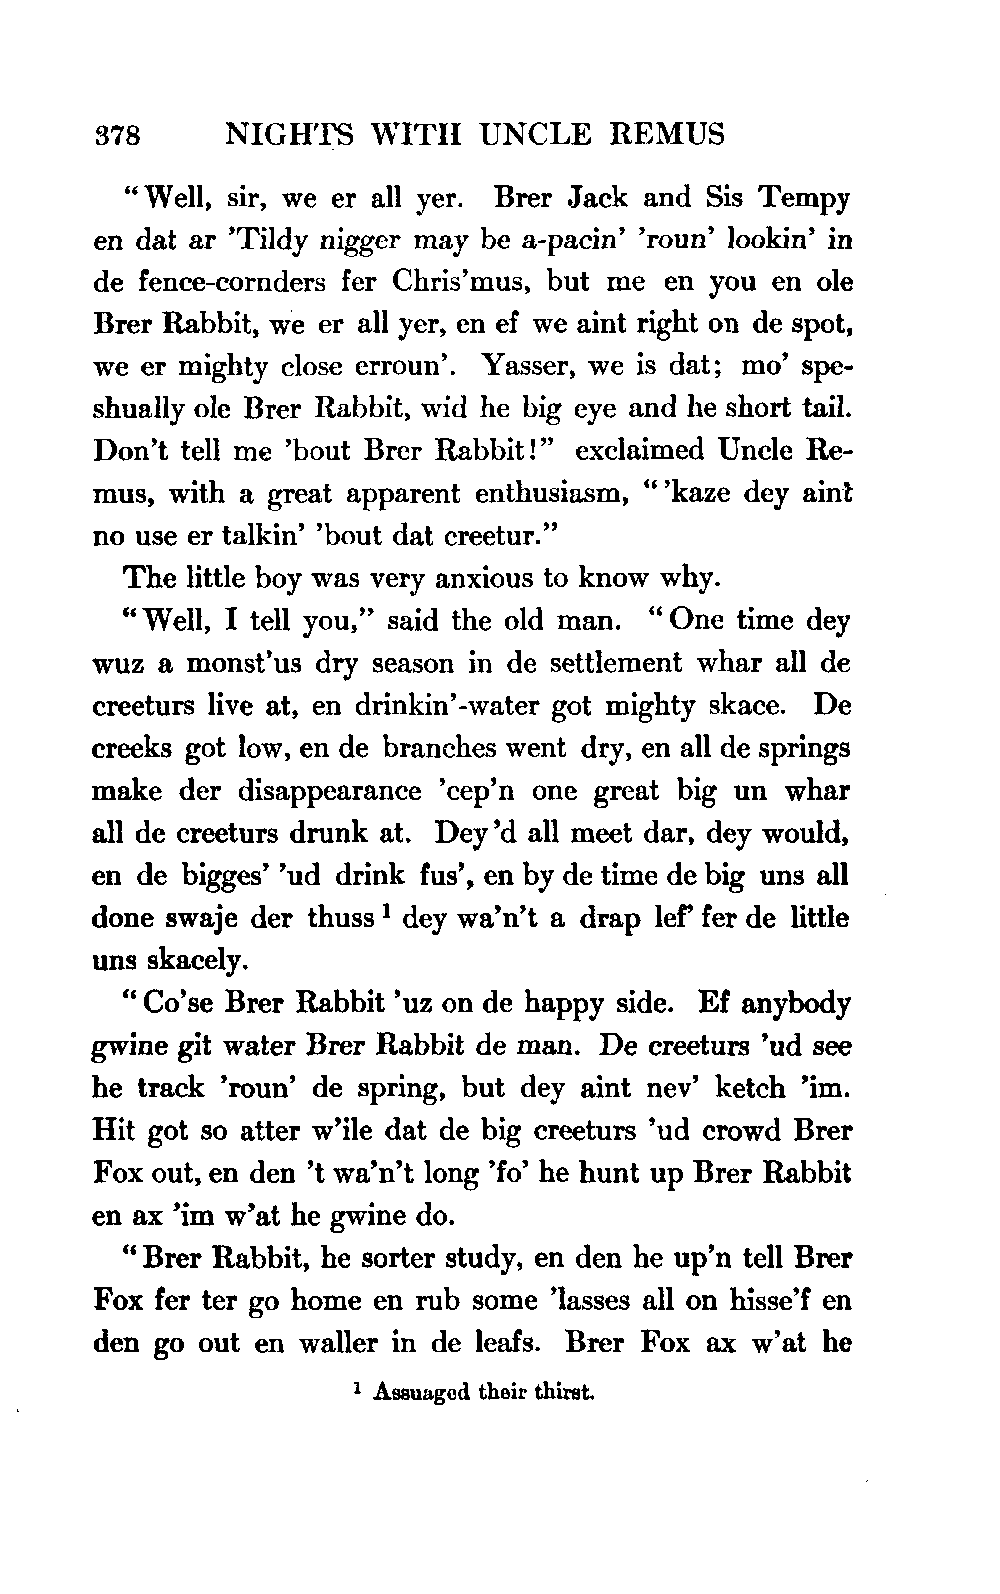 378 NIGHTS WITH UNCLE REMUS
“Well, sir, we er all yer. Brer Jack and Sis Tempy
en dat ar ’Tildy nigger may be a-pacin’ ’roun’ lookin’ in
de fence-cornders fer Chris’mus, but me en you en ole
Brer Rabbit, we er all yer, en ef we aint right on de spot,
we er mighty close erroun’. Yasser, we is dat; mo’ spe-
shually ole Brer Rabbit, wid he big eye and he short tail.
Don’t tell me ’bout Brer Rabbit!” exclaimed Uncle Re-
mus, with a great apparent enthusiasm, “’kaze dey aint
no use er talkin’ ’bout dat creetur.”
The little boy was very anxious to know why.
“Well, I tell you,” said the old man. “One time dey
wuz a monst’us dry season in de settlement whar all de
creeturs live at, en drinkin’-water got mighty skace. De
creeks got low, en de branches went dry, en all de springs
make der disappearance ’cep’n one great big un whar
all de creeturs drunk at. Dey’d all meet dar, dey would,
en de bigges’ ’ud drink fus’, en by de time de big uns all
done swaje der thuss¹ dey wa’n’t a drap lef’ fer de little
uns skacely.
“Co’se Brer Rabbit ’uz on de happy side. Ef anybody
gwine git water Brer Rabbit de man. De creeturs ’ud see
he track ’roun’ de spring, but dey aint nev’ ketch ’im.
Hit got so atter w’ile dat de big creeturs ’ud crowd Brer
Fox out, en den ’t wa’n’t long ’fo’ he hunt up Brer Rabbit
en ax ’im w’at he gwine do.
“Brer Rabbit, he sorter study, en den he up’n tell Brer
Fox fer ter go home en rub some ’lasses all on hisse’f en
den go out en waller in de leafs. Brer Fox ax w’at he
¹ Assuaged their thirst.